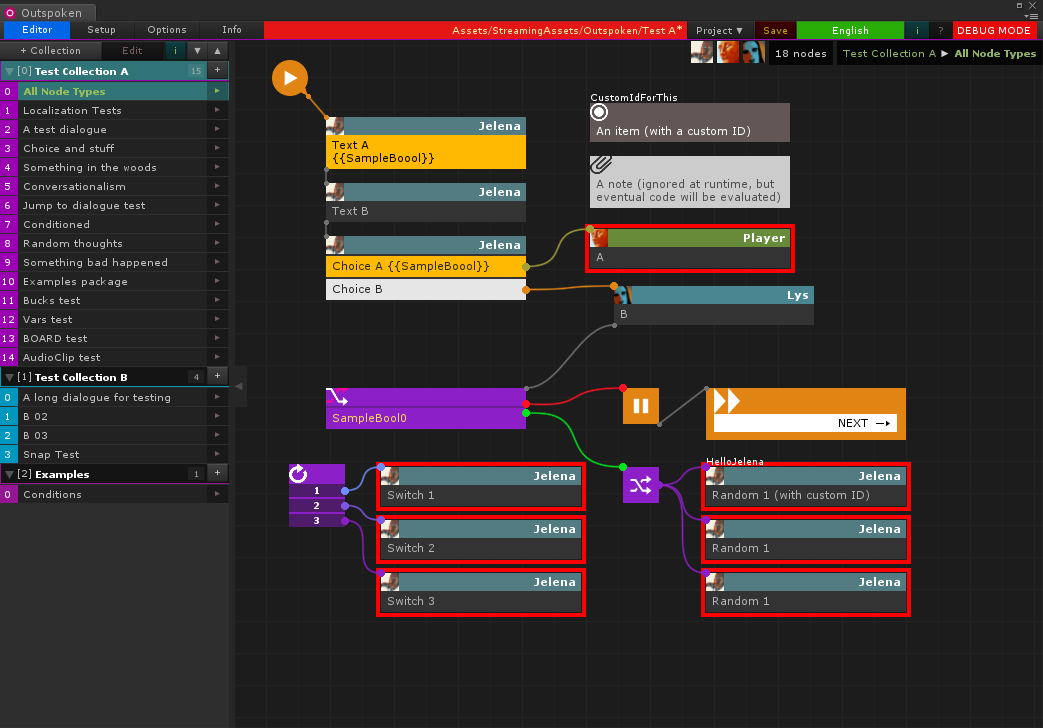 Outspoken
Editor Setup Options Info Assets/StreamingAssets/Outspoken/Test A* Project ▼ Save English i ? DEBUG MODE
+ Collection Edit i ▼ ▲ 18 nodes Test Collection A ► All Node Types
[0] Test Collection A 15 +
0 All Node Types
1 Localization Tests
2 A test dialogue
3 Choice and stuff
4 Something in the woods
5 Conversationalism
6 Jump to dialogue test
7 Conditioned
8 Random thoughts
9 Something bad happened
10 Examples package
11 Bucks test
12 Vars test
13 BOARD test
14 AudioClip test
[1] Test Collection B 4 +
0 A long dialogue for testing
1 B 02
2 B 03
3 Snap Test
[2] Examples 1 +
0 Conditions
Jelena
Text A
{{SampleBoool}}
Jelena
Text B
Jelena
Choice A {{SampleBoool}}
Choice B
CustomIdForThis
An item (with a custom ID)
A note (ignored at runtime, but
eventual code will be evaluated)
Player
A
Lys
B
SampleBool0
NEXT
1
2
3
Jelena
Switch 1
Jelena
Switch 2
Jelena
Switch 3
HelloJelena
Jelena
Random 1 (with custom ID)
Jelena
Random 1
Jelena
Random 1